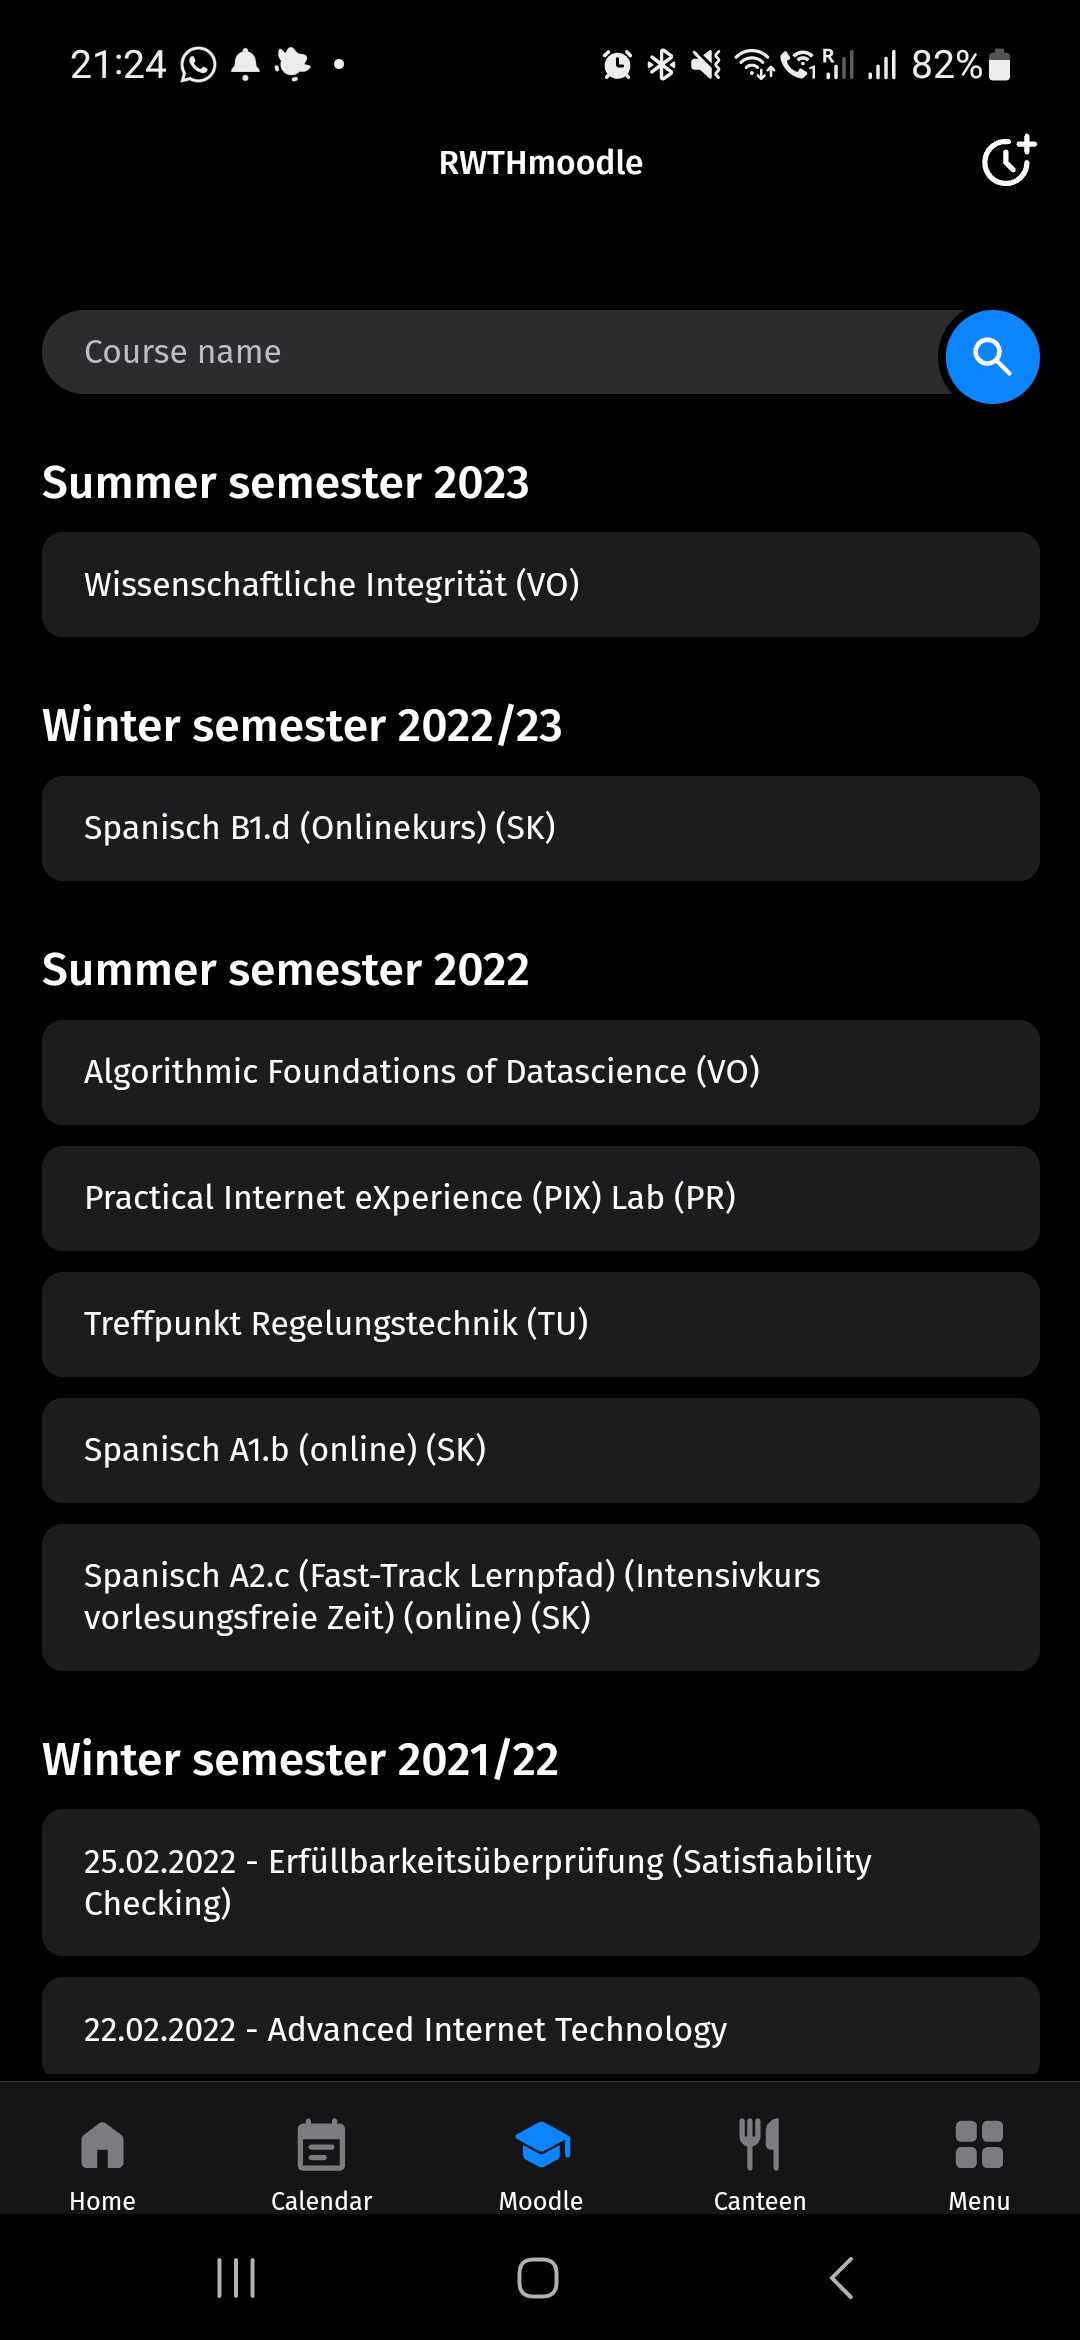 21:24
R
1
82%
RWTHmoodle
Course name
Summer semester 2023
Wissenschaftliche Integrität (VO)
Winter semester 2022/23
Spanisch B1.d (Onlinekurs) (SK)
Summer semester 2022
Algorithmic Foundations of Datascience (VO)
Practical Internet eXperience (PIX) Lab (PR)
Treffpunkt Regelungstechnik (TU)
Spanisch A1.b (online) (SK)
Spanisch A2.c (Fast-Track Lernpfad) (Intensivkurs
vorlesungsfreie Zeit) (online) (SK)
Winter semester 2021/22
25.02.2022 - Erfüllbarkeitsüberprüfung (Satisfiability
Checking)
22.02.2022 - Advanced Internet Technology
Home
Calendar
Moodle
Canteen
Menu